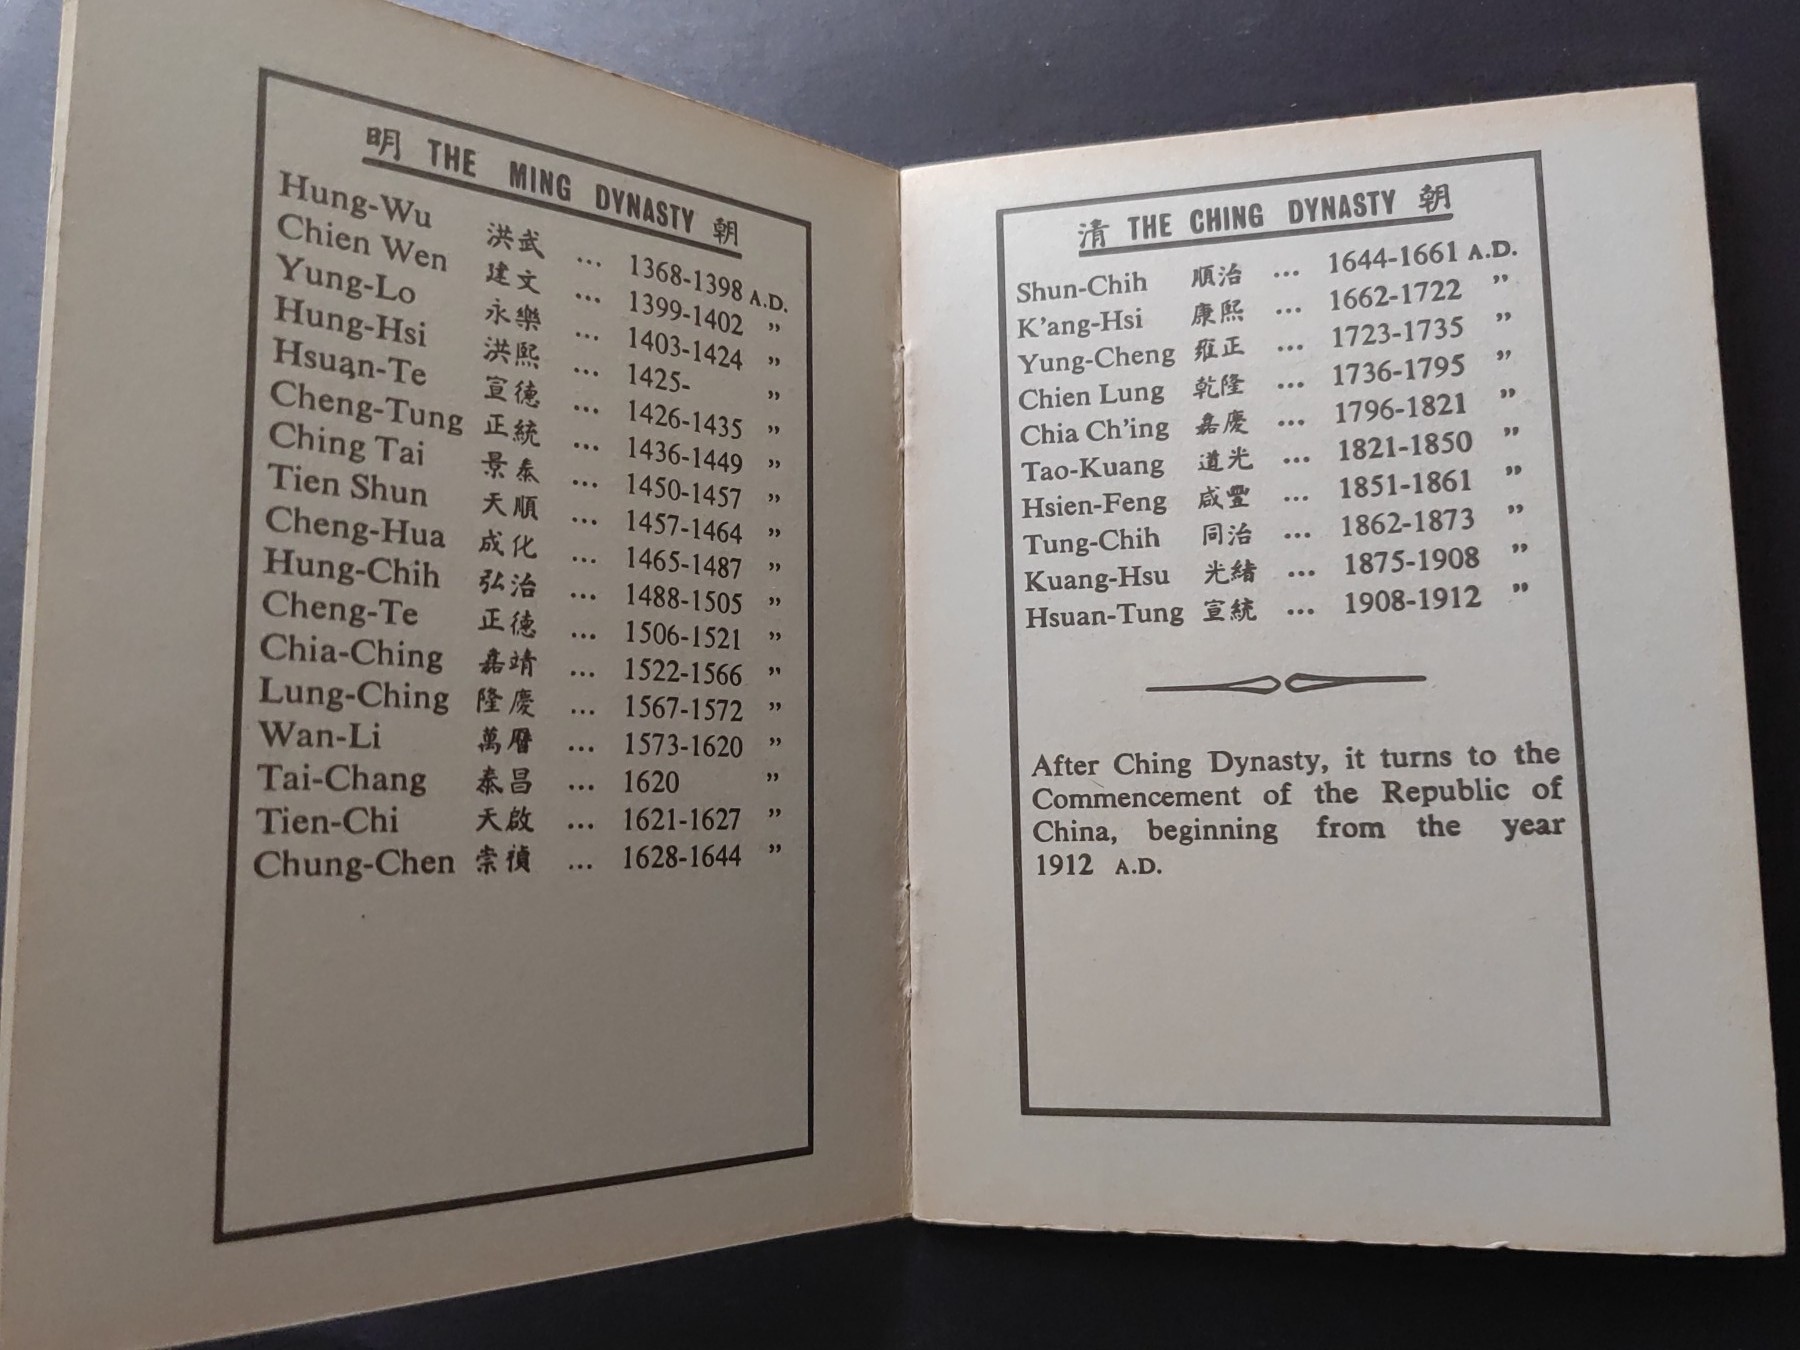 明 THE MING DYNASTY 朝
Hung-Wu 洪武 ... 1368-1398 A.D.
Chien Wen 建文 ... 1399-1402 "
Yung-Lo 永樂 ... 1403-1424 "
Hung-Hsi 洪熙 ... 1425- "
Hsuan-Te 宣德 ... 1426-1435 "
Cheng-Tung 正統 ... 1436-1449 "
Ching Tai 景泰 ... 1450-1457 "
Tien Shun 天順 ... 1457-1464 "
Cheng-Hua 成化 ... 1465-1487 "
Hung-Chih 弘治 ... 1488-1505 "
Cheng-Te 正德 ... 1506-1521 "
Chia-Ching 嘉靖 ... 1522-1566 "
Lung-Ching 隆慶 ... 1567-1572 "
Wan-Li 萬曆 ... 1573-1620 "
Tai-Chang 泰昌 ... 1620 "
Tien-Chi 天啟 ... 1621-1627 "
Chung-Chen 崇禎 ... 1628-1644 "
清 THE CHING DYNASTY 朝
Shun-Chih 順治 ... 1644-1661 A.D.
K'ang-Hsi 康熙 ... 1662-1722 "
Yung-Cheng 雍正 ... 1723-1735 "
Chien Lung 乾隆 ... 1736-1795 "
Chia Ch'ing 嘉慶 ... 1796-1821 "
Tao-Kuang 道光 ... 1821-1850 "
Hsien-Feng 咸豐 ... 1851-1861 "
Tung-Chih 同治 ... 1862-1873 "
Kuang-Hsu 光緒 ... 1875-1908 "
Hsuan-Tung 宣統 ... 1908-1912 "
After Ching Dynasty, it turns to the
Commencement of the Republic of
China, beginning from the year
1912 A.D.